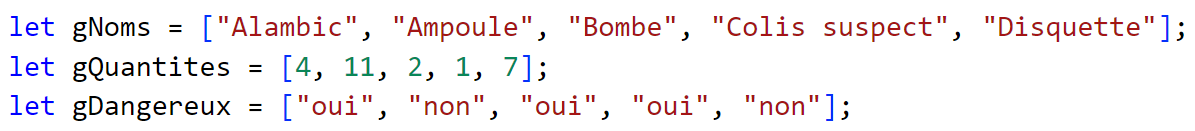 let gNoms = ["Alambic", "Ampoule", "Bombe", "Colis suspect", "Disquette"];
let gQuantites = [4, 11, 2, 1, 7];
let gDangereux = ["oui", "non", "oui", "oui", "non"];